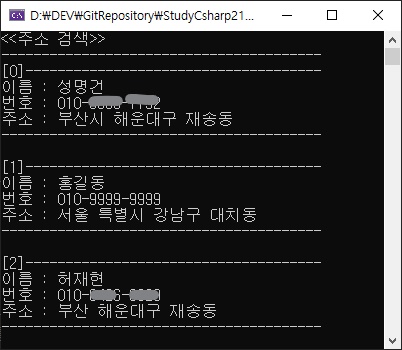 D:₩DEV₩GitRepository₩StudyCsharp21...
<<주소 검색>>
----------------------------------------
[0]-------------------------------------
이름 : 성명건
번호 : 010-
주소 : 부산시 해운대구 재송동
----------------------------------------
[1]-------------------------------------
이름 : 홍길동
번호 : 010-9999-9999
주소 : 서울 특별시 강남구 대치동
----------------------------------------
[2]-------------------------------------
이름 : 허재현
번호 : 010-
주소 : 부산 해운대구 재송동
----------------------------------------